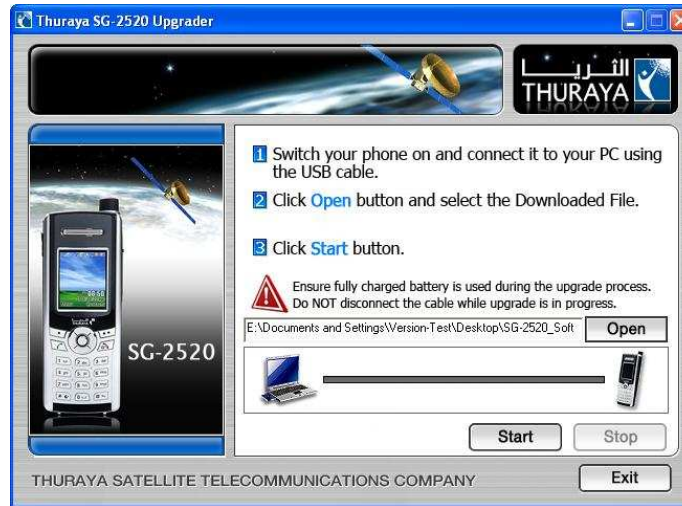 Thuraya SG-2520 Upgrader
الثريا
THURAYA
1 Switch your phone on and connect it to your PC using
the USB cable.
2 Click Open button and select the Downloaded File.
3 Click Start button.
Ensure fully charged battery is used during the upgrade process.
Do NOT disconnect the cable while upgrade is in progress.
E:\Documents and Settings\Version-Test\Desktop\SG-2520_Soft
Open
SG-2520
Start
Stop
THURAYA SATELLITE TELECOMMUNICATIONS COMPANY
Exit